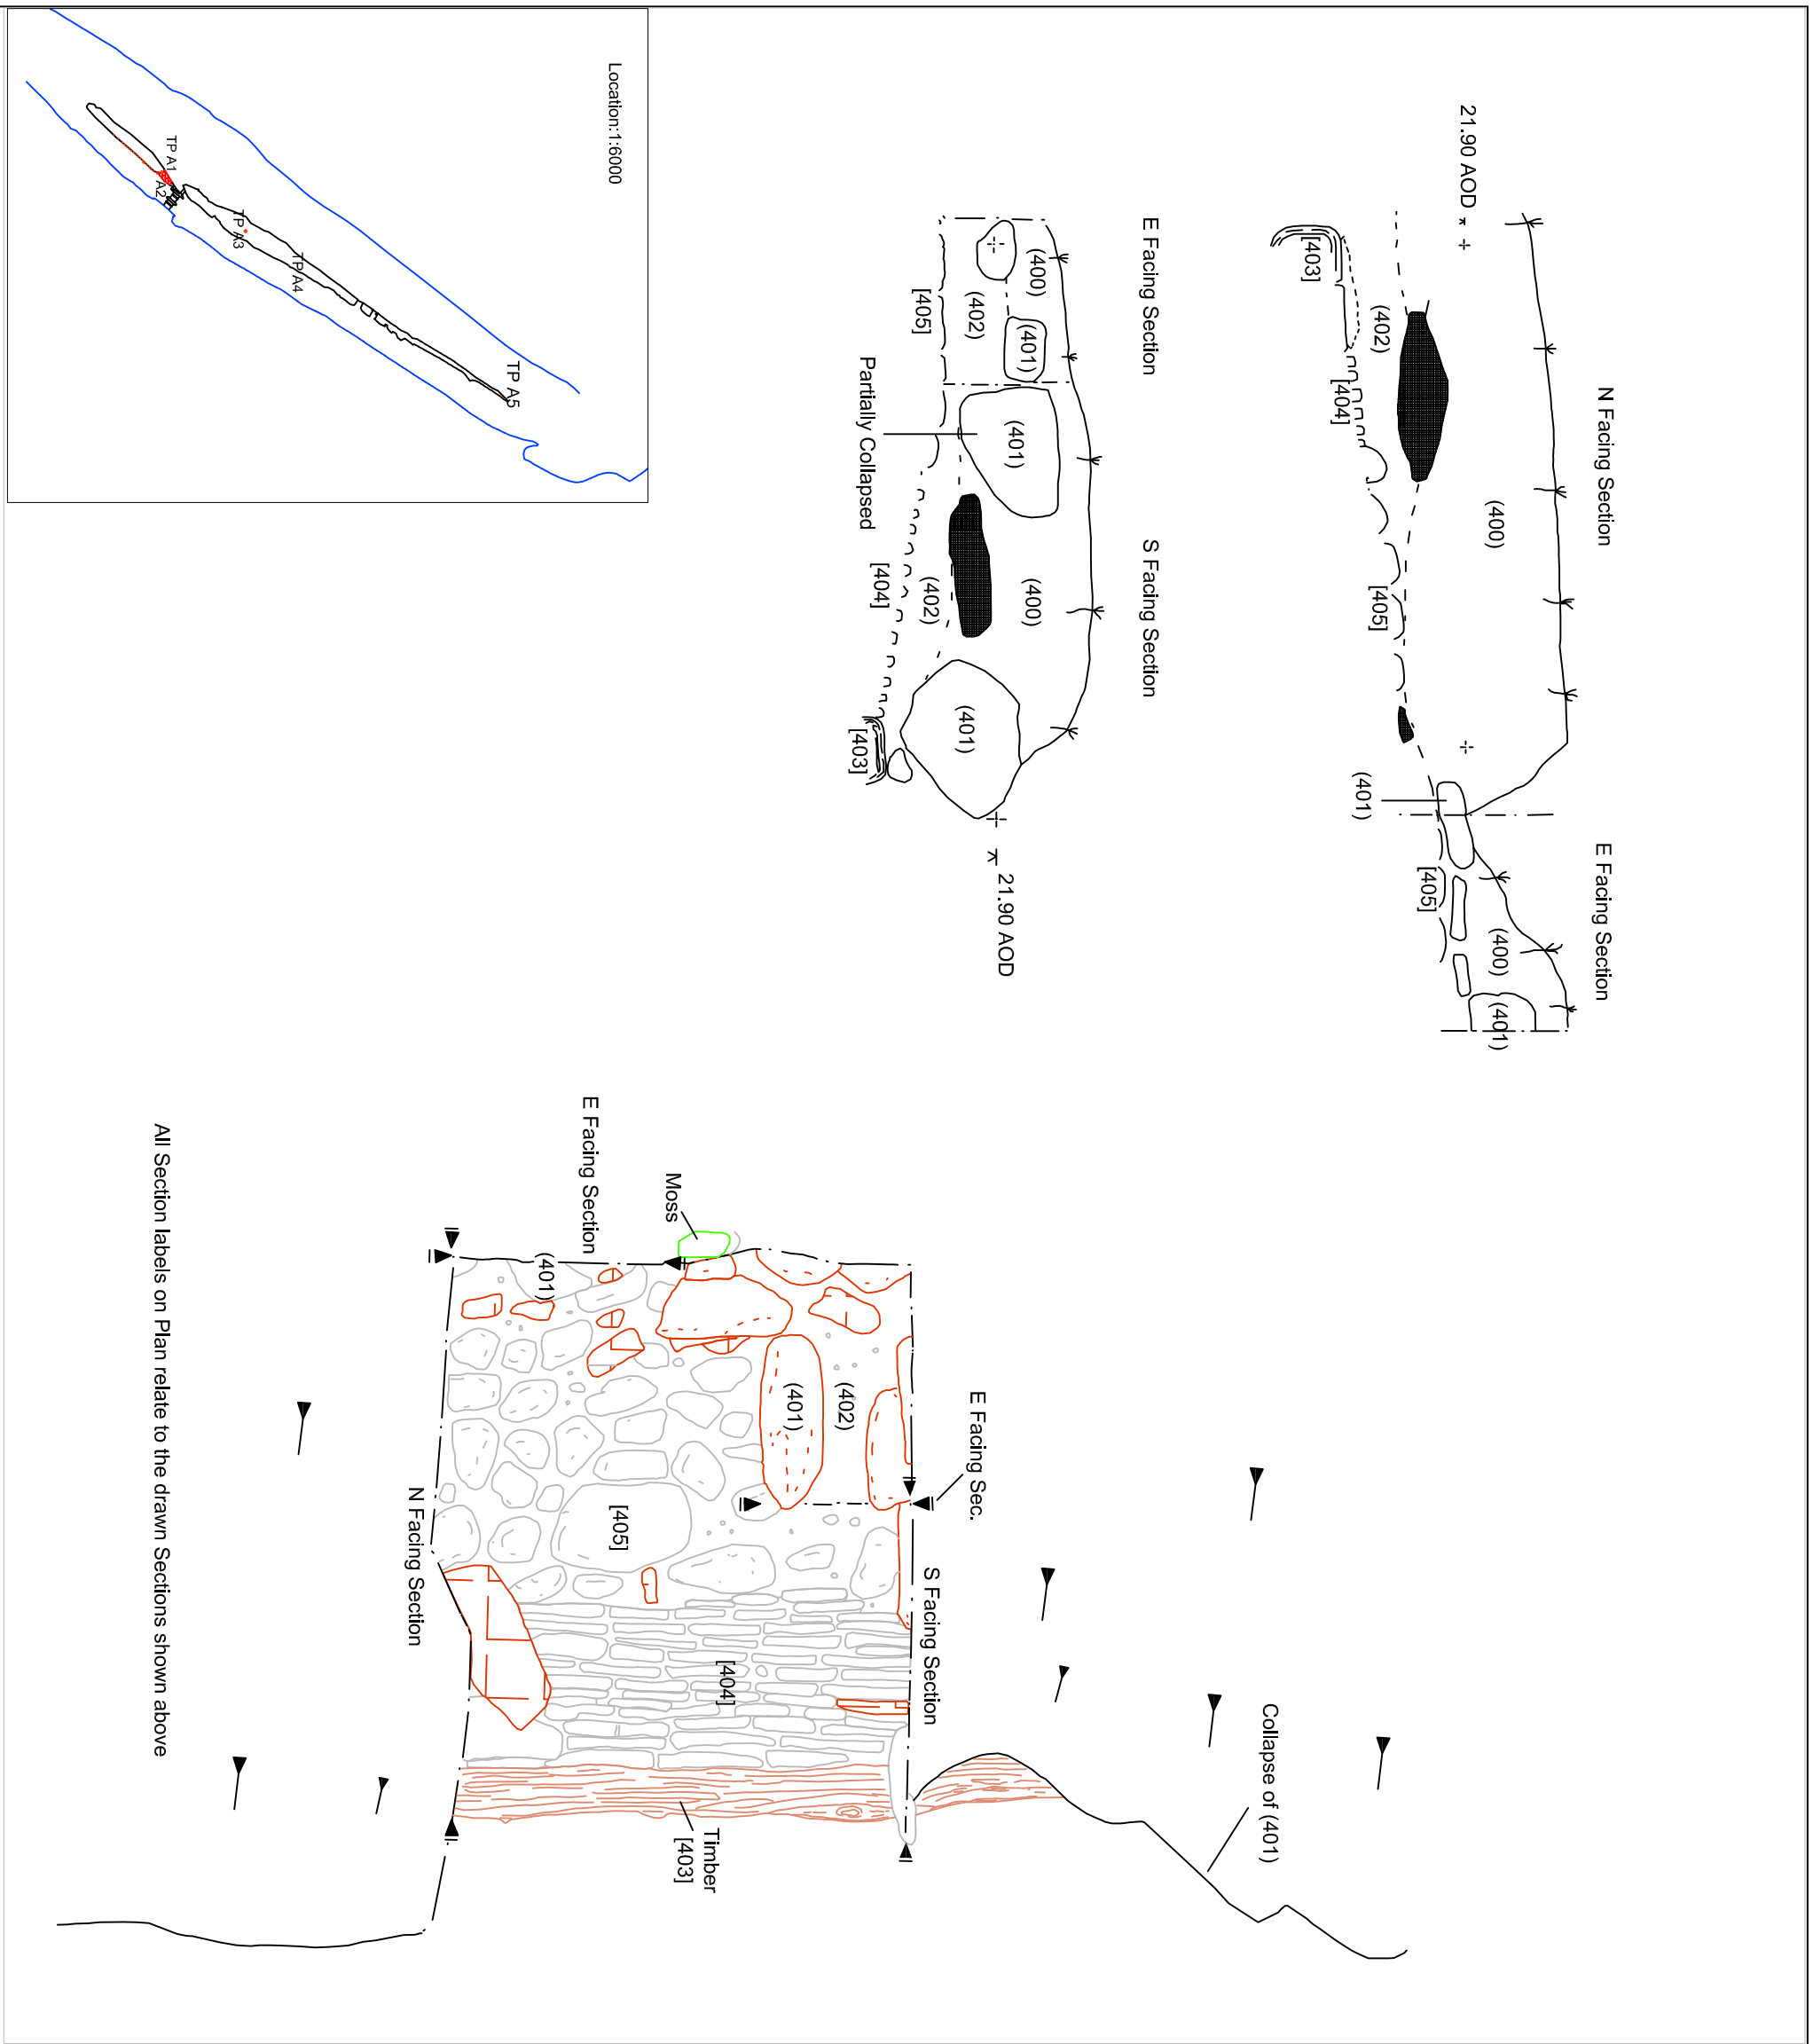 N Facing Section
E Facing Section
21.90 AOD
(400)
(400)
(401)
(402)
[403]
[404]
[405]
[405]
(401)
E Facing Section
S Facing Section
(400)
(401)
(401)
(400)
(402)
[405]
(402)
[404]
(401)
[403]
Partially Collapsed
21.90 AOD
Location:1:6000
TP A1
A2
TP A3
TP A4
TP A5
Collapse of (401)
E Facing Sec.
S Facing Section
(402)
(401)
[404]
Moss
Timber
[403]
[405]
E Facing Section
(401)
N Facing Section
All Section labels on Plan relate to the drawn Sections shown above